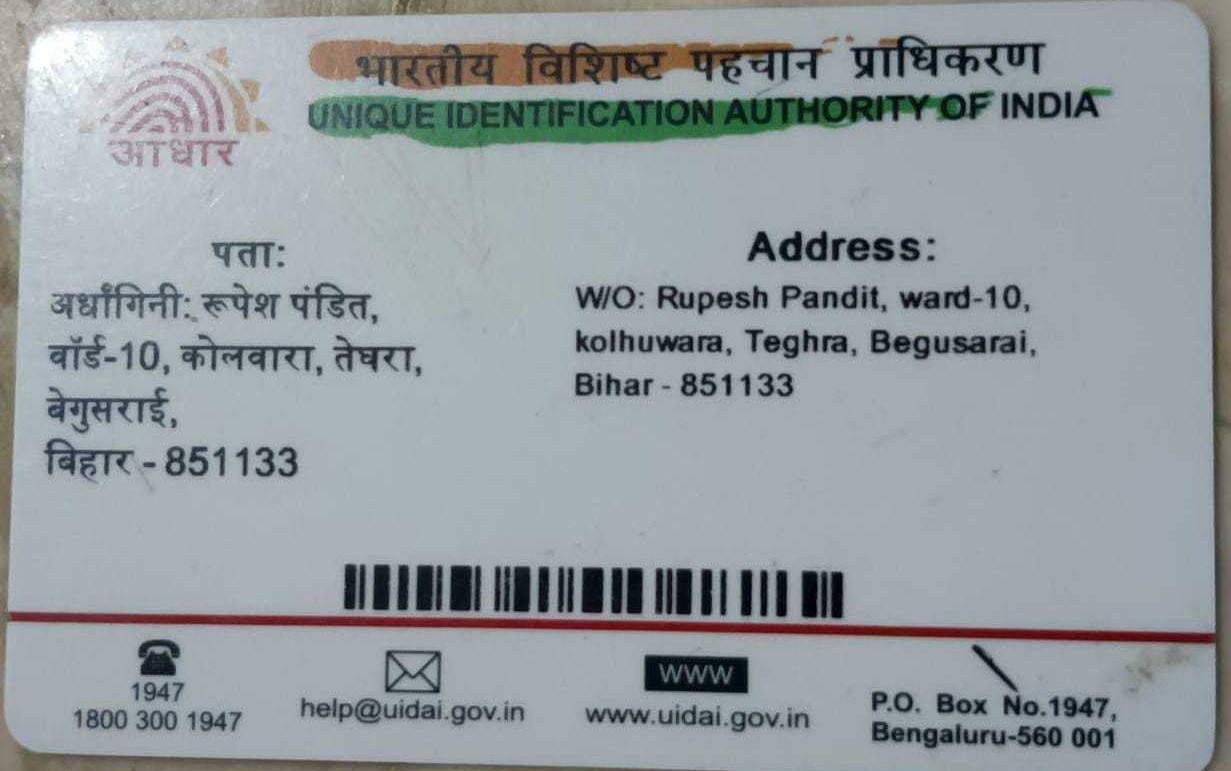 भारतीय विशिष्ट पहचान प्राधिकरण
UNIQUE IDENTIFICATION AUTHORITY OF INDIA
आधार
पता:
अर्धांगिनी: रूपेश पंडित,
वॉर्ड-10, कोलवारा, तेघरा,
बेगुसराई,
बिहार - 851133
Address:
W/O: Rupesh Pandit, ward-10,
kolhuwara, Teghra, Begusarai,
Bihar - 851133
1947
1800 300 1947
help@uidai.gov.in
WWW
www.uidai.gov.in
P.O. Box No.1947,
Bengaluru-560 001